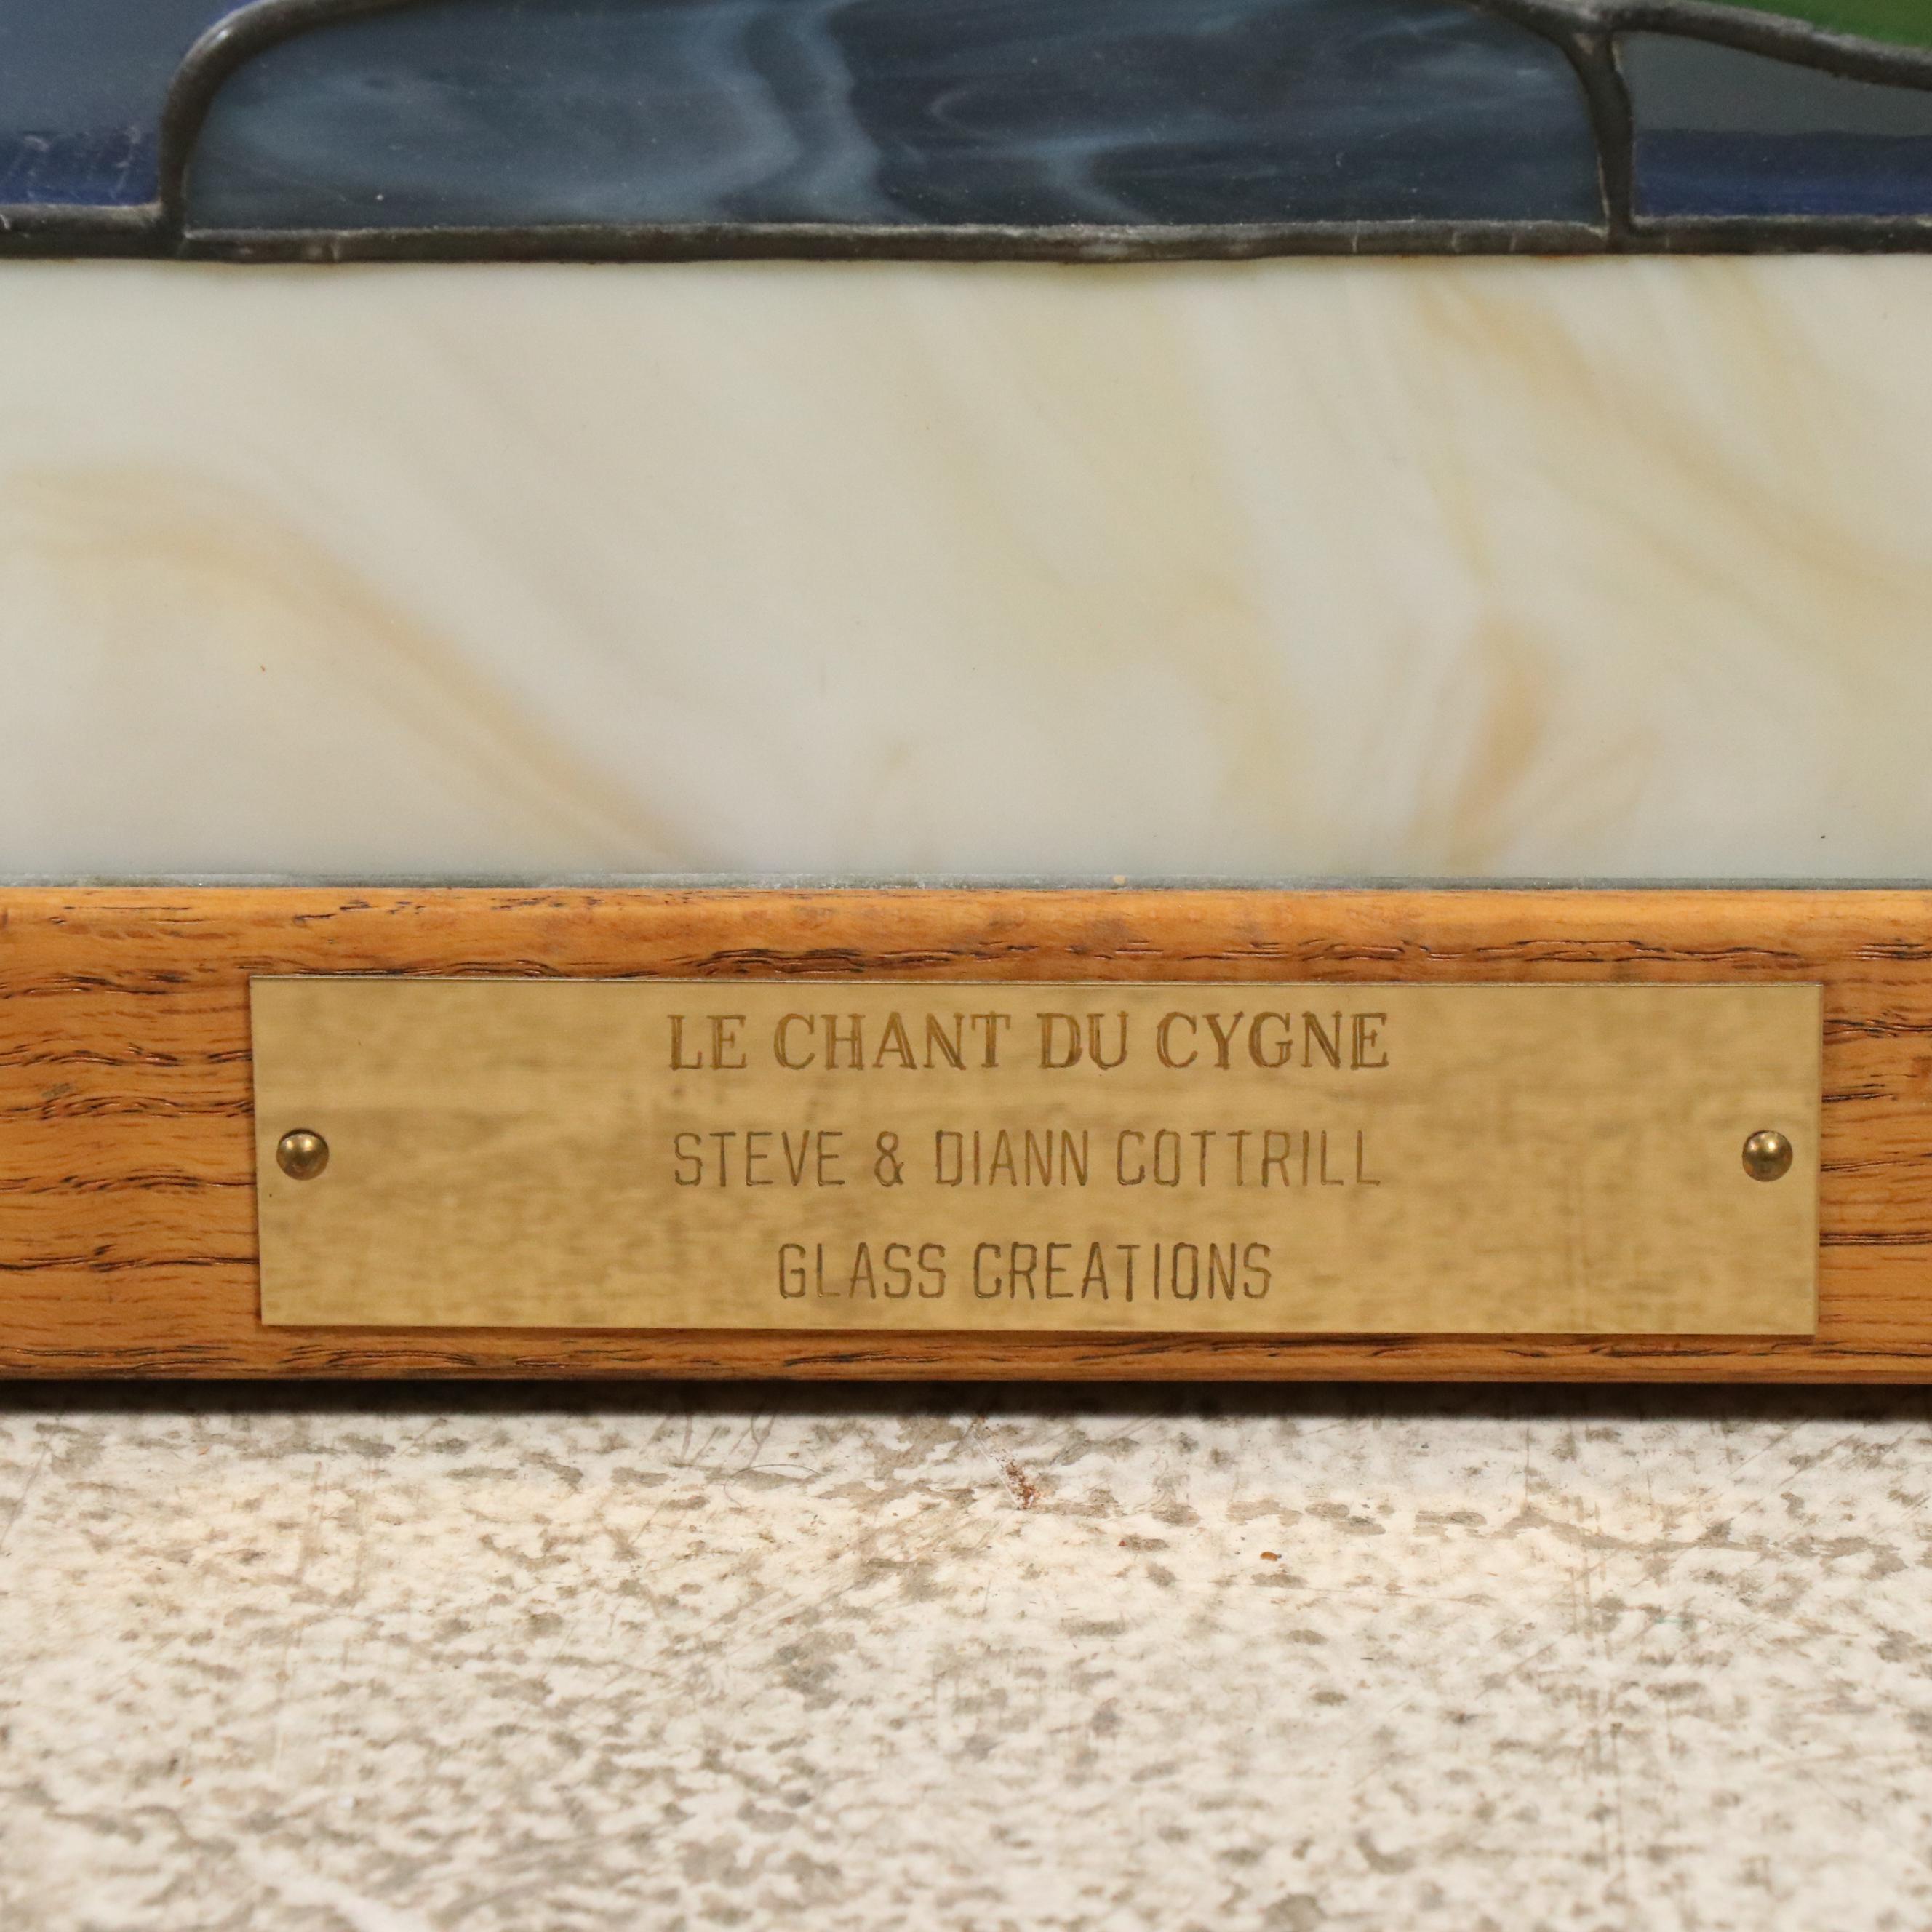 LE CHANT DU CYGNE
STEVE & DIANN COTTRILL
GLASS CREATIONS